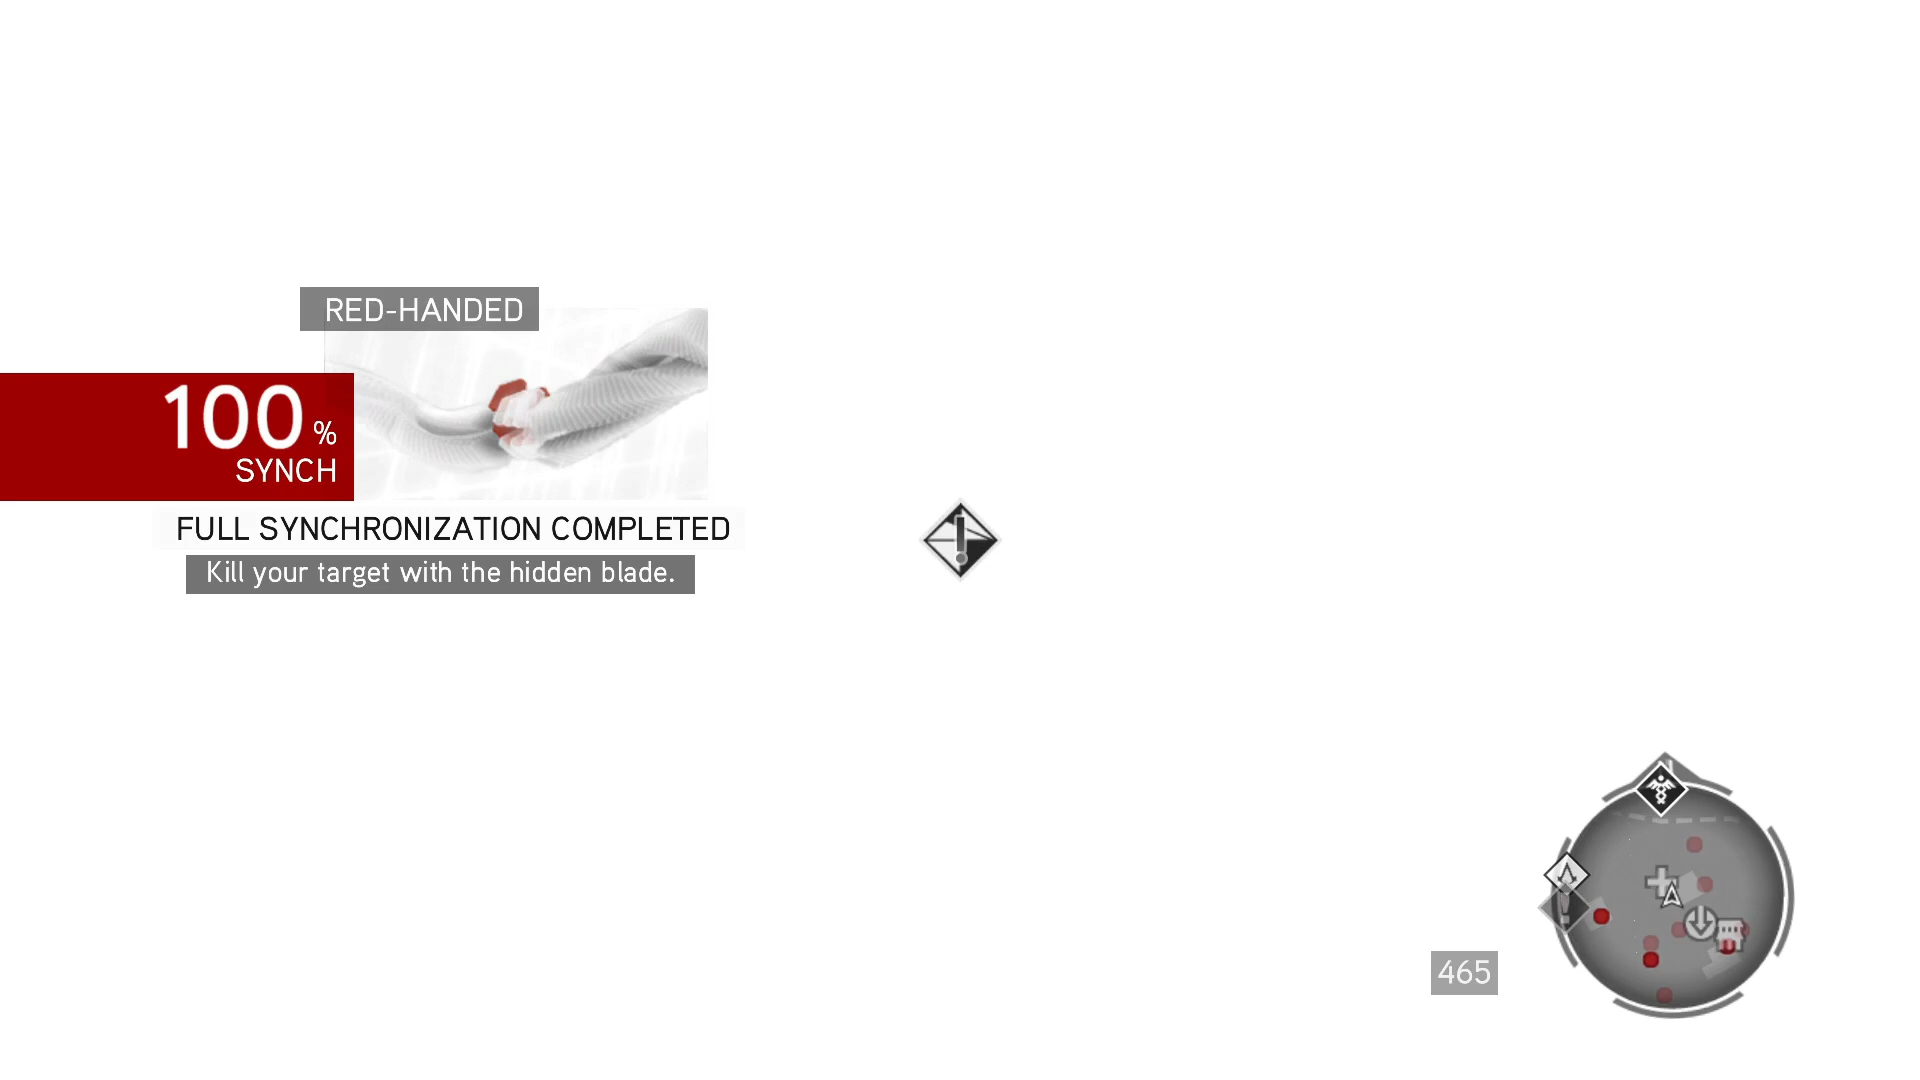 RED-HANDED
100 %
SYNCH
FULL SYNCHRONIZATION COMPLETED
Kill your target with the hidden blade.
465